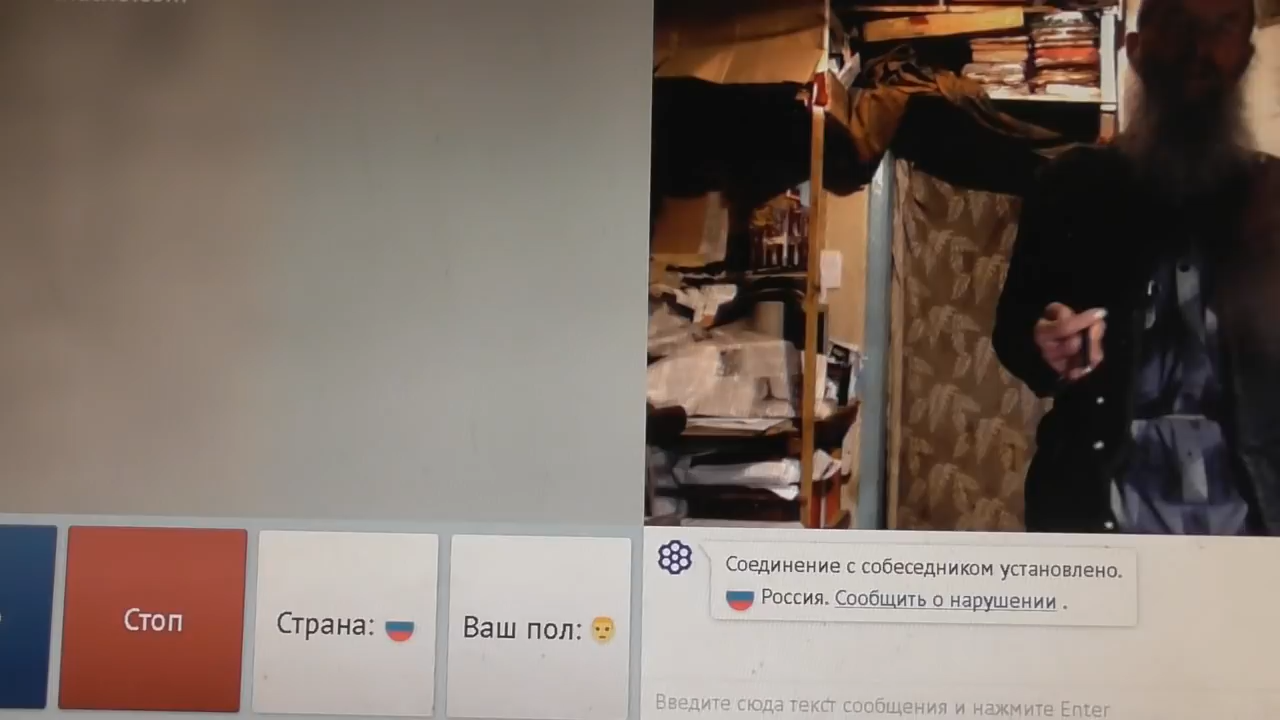 Стоп
Страна:
Ваш пол:
Соединение с собеседником установлено.
Россия. Сообщить о нарушении .
Введите сюда текст сообщения и нажмите Enter